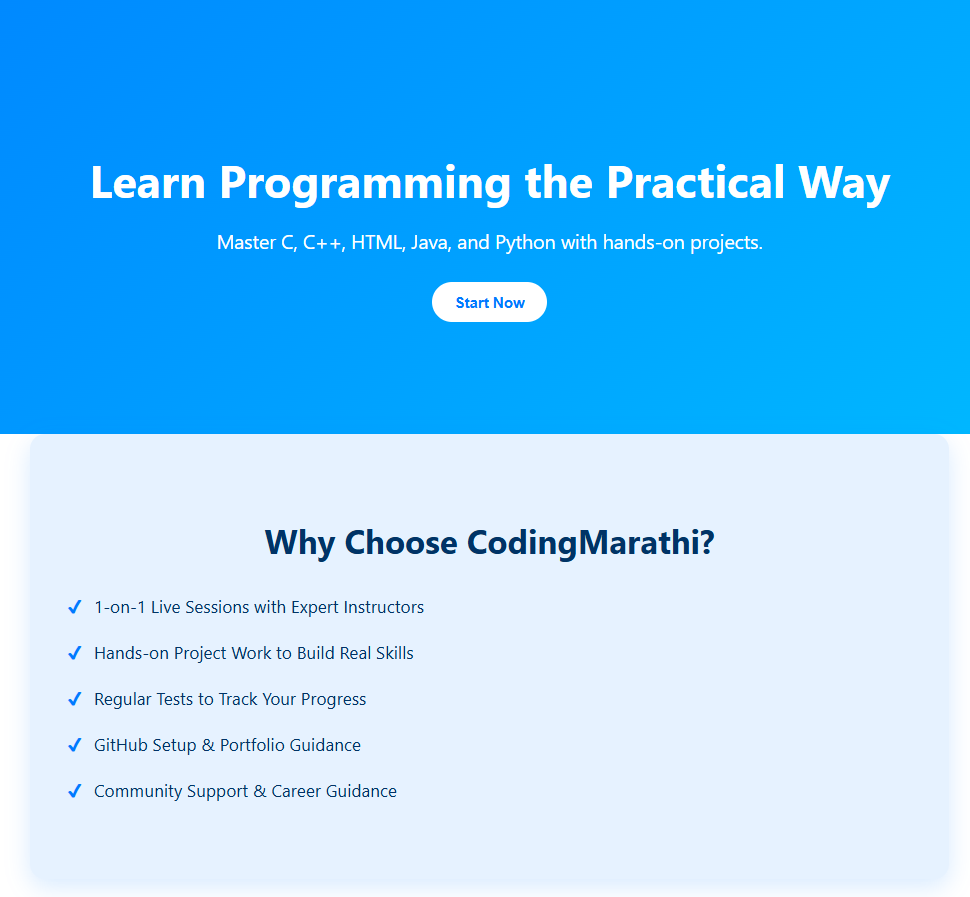 Learn Programming the Practical Way
Master C, C++, HTML, Java, and Python with hands-on projects.
Start Now
Why Choose CodingMarathi?
✔ 1-on-1 Live Sessions with Expert Instructors
✔ Hands-on Project Work to Build Real Skills
✔ Regular Tests to Track Your Progress
✔ GitHub Setup & Portfolio Guidance
✔ Community Support & Career Guidance